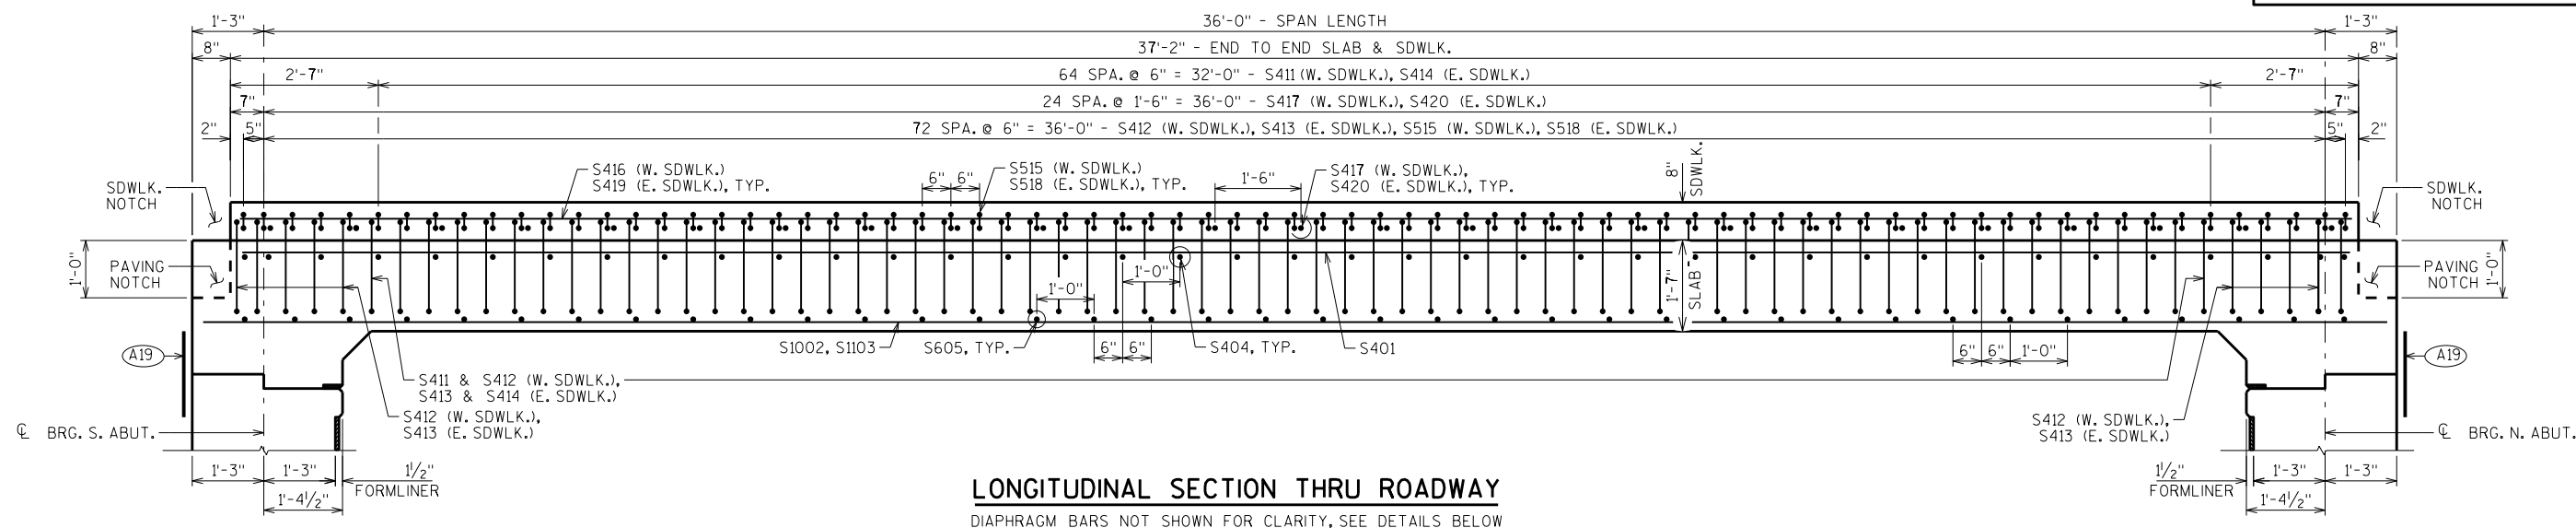 1'-3"
36'-0" - SPAN LENGTH
1'-3"
8"
37'-2" - END TO END SLAB & SDWLK.
8"
2'-7"
64 SPA. @ 6" = 32'-0" - S411 (W. SDWLK.), S414 (E. SDWLK.)
2'-7"
7"
24 SPA. @ 1'-6" = 36'-0" - S417 (W. SDWLK.), S420 (E. SDWLK.)
7"
2"
5"
72 SPA. @ 6" = 36'-0" - S412 (W. SDWLK.), S413 (E. SDWLK.), S515 (W. SDWLK.), S518 (E. SDWLK.)
5"
2"
SDWLK.
NOTCH
S416 (W. SDWLK.)
S419 (E. SDWLK.), TYP.
6"
6"
S515 (W. SDWLK.)
S518 (E. SDWLK.), TYP.
1'-6"
S417 (W. SDWLK.),
S420 (E. SDWLK.), TYP.
8"
SDWLK.
SDWLK.
NOTCH
1'-0"
PAVING
NOTCH
1'-0"
1'-0"
1'-7"
SLAB
PAVING
NOTCH
1'-0"
A19
S1002, S1103
S605, TYP.
6"
6"
S404, TYP.
S401
6"
6"
1'-0"
A19
S411 & S412 (W. SDWLK.),
S413 & S414 (E. SDWLK.)
S412 (W. SDWLK.),
S413 (E. SDWLK.)
S412 (W. SDWLK.),
S413 (E. SDWLK.)
℄ BRG. S. ABUT.
℄ BRG. N. ABUT.
1'-3"
1'-3"
1½"
FORMLINER
1'-4½"
1½"
FORMLINER
1'-3"
1'-3"
1'-4½"
LONGITUDINAL SECTION THRU ROADWAY
DIAPHRAGM BARS NOT SHOWN FOR CLARITY, SEE DETAILS BELOW